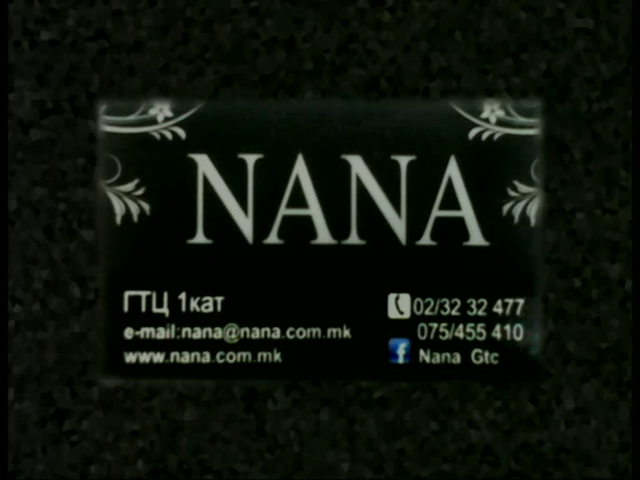 NANA
ГТЦ 1кат
e-mail:nana@nana.com.mk
www.nana.com.mk
02/32 32 477
075/455 410
f Nana Gtc